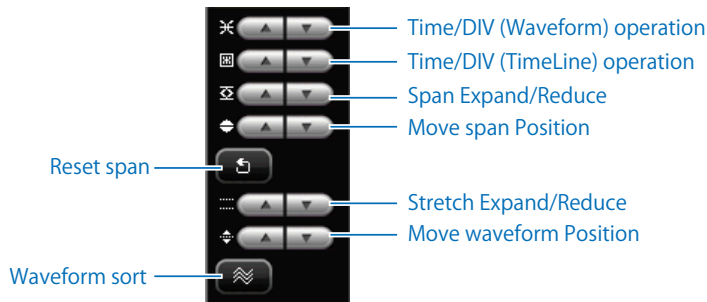 Time/DIV (Waveform) operation
Time/DIV (TimeLine) operation
Span Expand/Reduce
Move span Position
Reset span
Stretch Expand/Reduce
Move waveform Position
Waveform sort